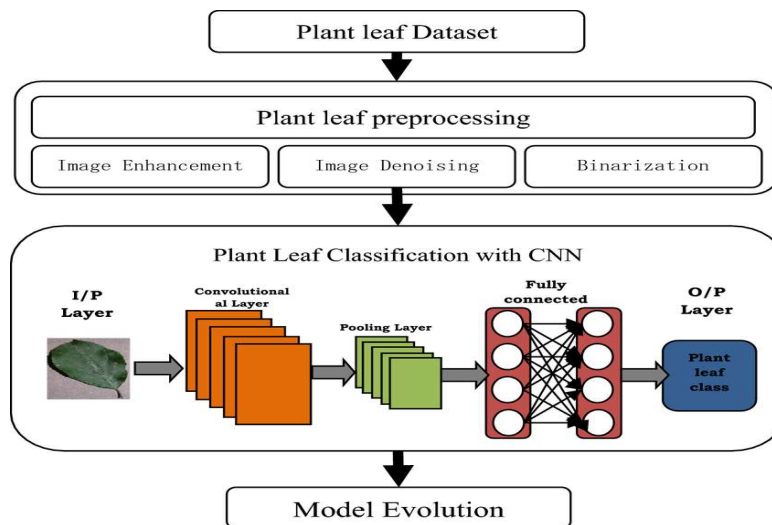 Plant leaf Dataset
Plant leaf preprocessing
Image Enhancement
Image Denoising
Binarization
Plant Leaf Classification with CNN
I/P
Layer
Convolutional
al Layer
Pooling Layer
Fully
connected
O/P
Layer
Plant
leaf
class
Model Evolution